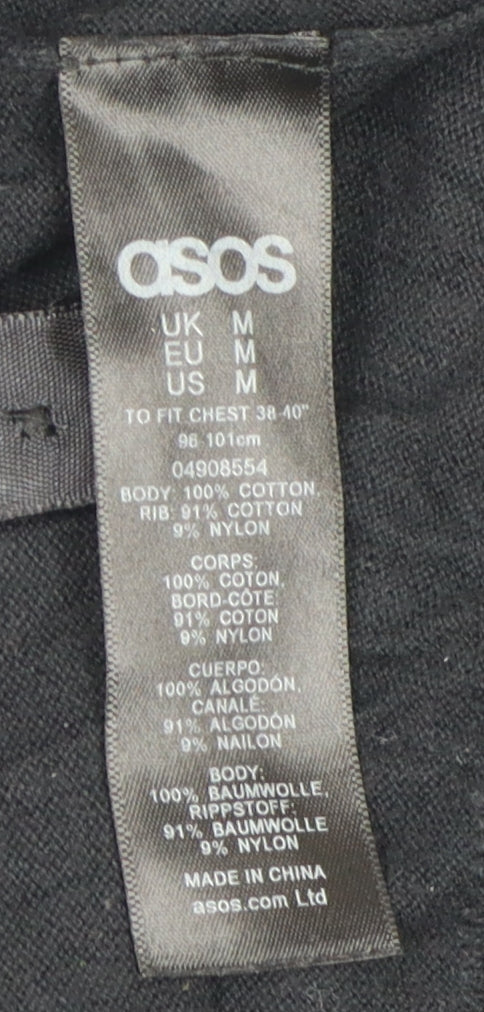 asos
UK M
EU M
US M
TO FIT CHEST 38-40"
96-101cm
04908554
BODY: 100% COTTON,
RIB: 91% COTTON
9% NYLON
CORPS:
100% COTON,
BORD-CÔTE:
91% COTON
9% NYLON
CUERPO:
100% ALGODÓN,
CANALÉ:
91% ALGODÓN
9% NAILON
BODY:
100% BAUMWOLLE,
RIPPSTOFF:
91% BAUMWOLLE
9% NYLON
MADE IN CHINA
asos.com Ltd